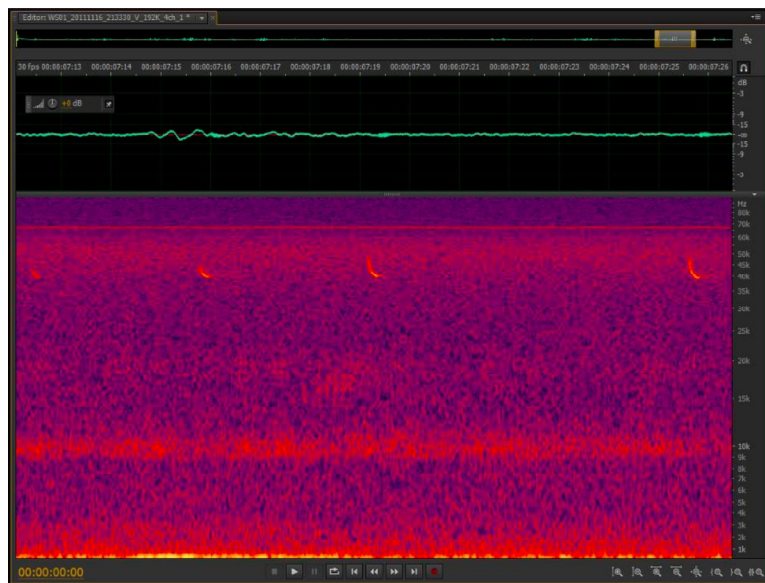 Editor: WS01_20111116_213330_V_192K_4ch_1 *
30 fps 00:00:07:13 00:00:07:14 00:00:07:15 00:00:07:16 00:00:07:17 00:00:07:18 00:00:07:19 00:00:07:20 00:00:07:21 00:00:07:22 00:00:07:23 00:00:07:24 00:00:07:25 00:00:07:26
dB
-3
+0 dB
-9
-15
-∞
-15
-9
-3
Hz
80k
70k
60k
50k
45k
40k
35k
30k
25k
20k
15k
10k
9k
8k
7k
6k
5k
4k
3k
2k
1k
00:00:00:00